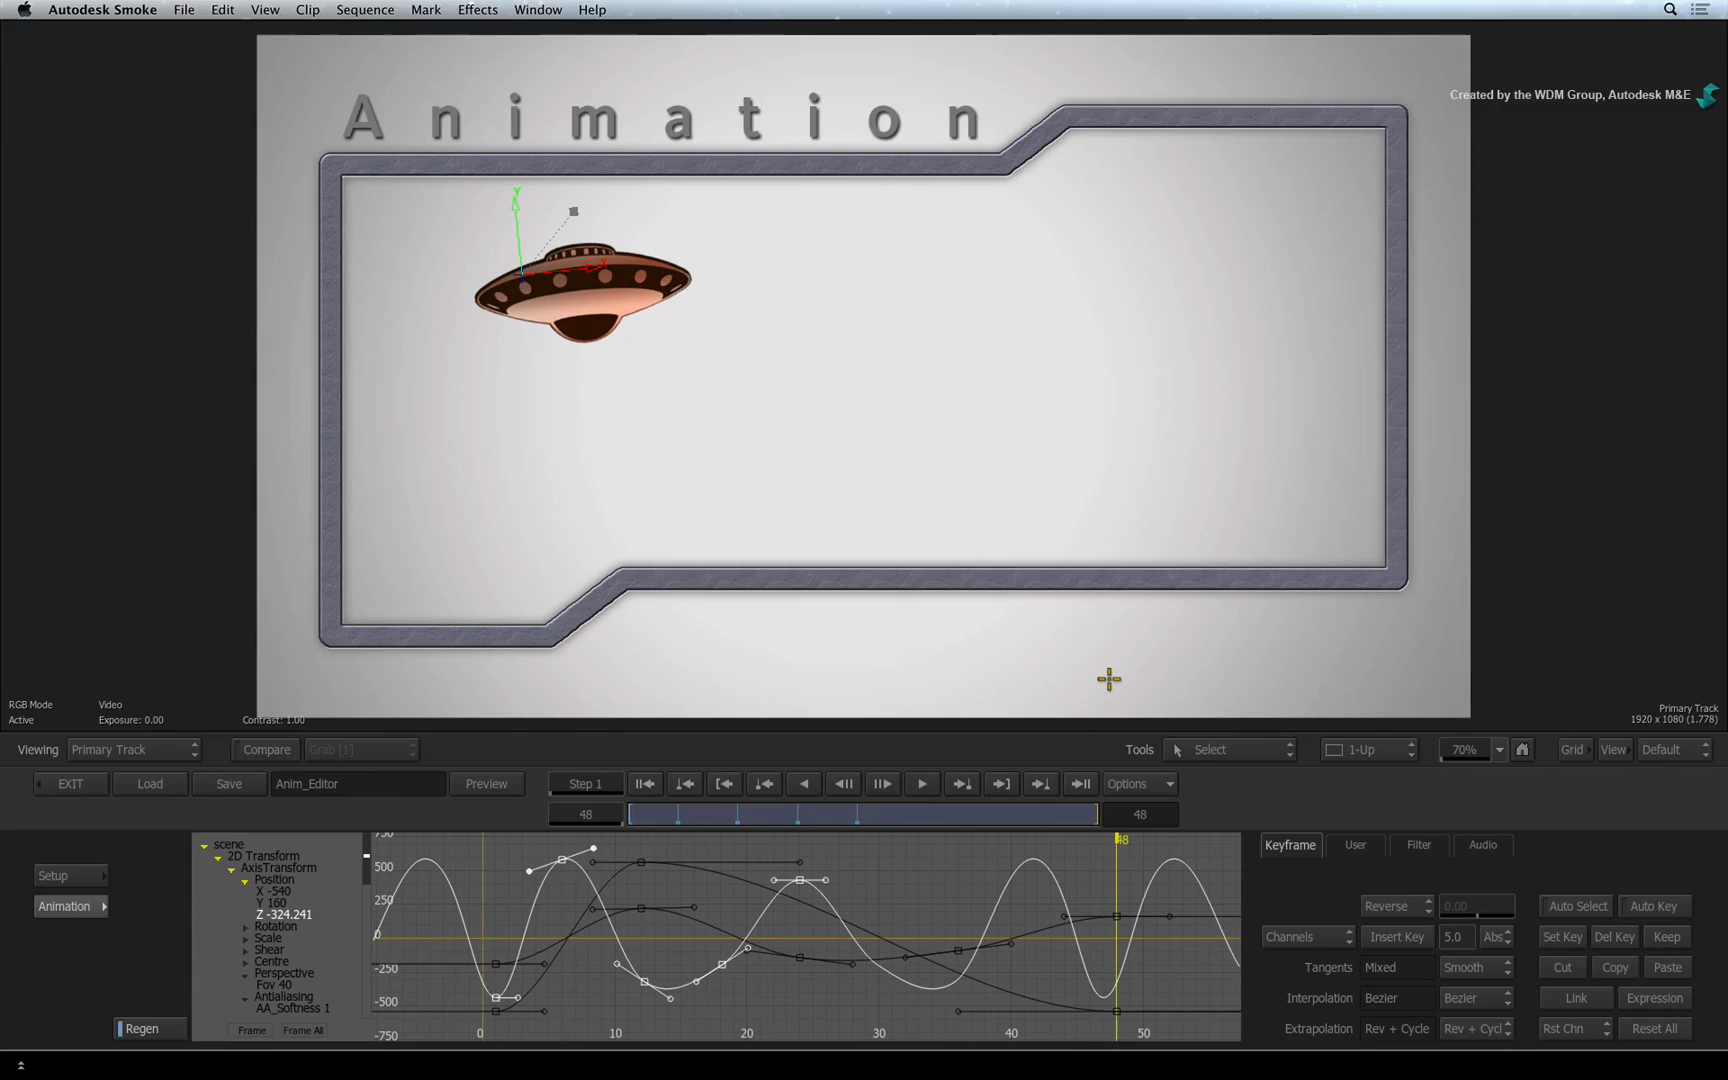 Autodesk Smoke File Edit View Clip Sequence Mark Effects Window Help
Created by the WDM Group, Autodesk M&E
Animation
Y
X
RGB Mode Video
Active Exposure: 0.00 Contrast: 1.00
Primary Track
1920 x 1080 (1.778)
Viewing Primary Track Compare Grab [1] Tools Select 1-Up 70% Grid View Default
EXIT Load Save Anim_Editor Preview Step 1 Options
48 48
Setup
Animation
Regen
scene
2D Transform
AxisTransform
Position
X -540
Y 160
Z -324.241
Rotation
Scale
Shear
Centre
Perspective
Fov 40
Antialiasing
AA_Softness 1
Frame Frame All
750
500
250
0
-250
-500
-750
0 10 20 30 40 50
48
Keyframe User Filter Audio
Reverse 0.00 Auto Select Auto Key
Channels Insert Key 5.0 Abs Set Key Del Key Keep
Tangents Mixed Smooth Cut Copy Paste
Interpolation Bezier Bezier Link Expression
Extrapolation Rev + Cycle Rev + Cycl Rst Chn Reset All